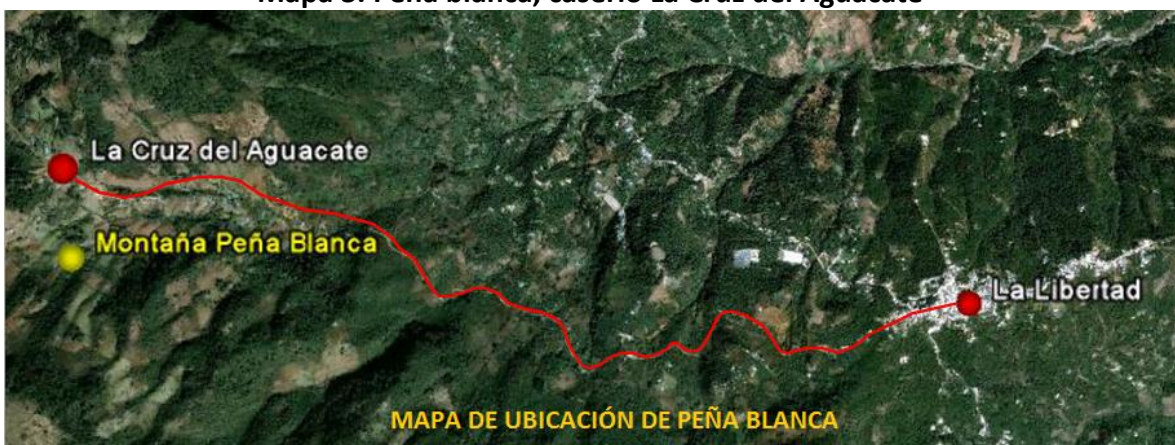 Mapa 3. Peña blanca, caserío La Cruz del Aguacate
La Cruz del Aguacate
Montaña Peña Blanca
La Libertad
MAPA DE UBICACIÓN DE PEÑA BLANCA